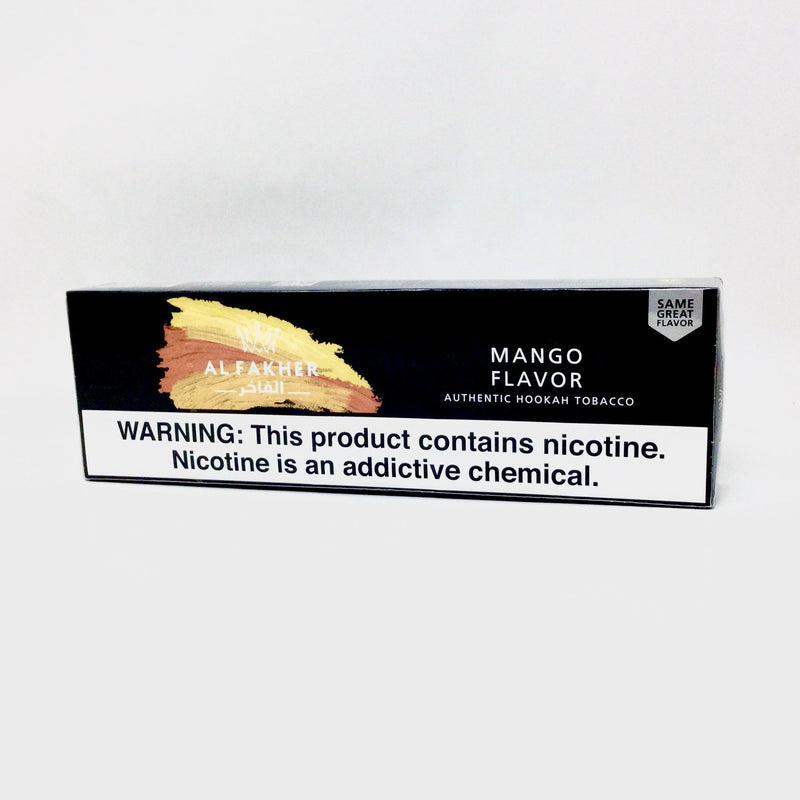 AL FAKHER
الفاخر
MANGO
FLAVOR
AUTHENTIC HOOKAH TOBACCO
SAME
GREAT
FLAVOR
WARNING: This product contains nicotine.
Nicotine is an addictive chemical.